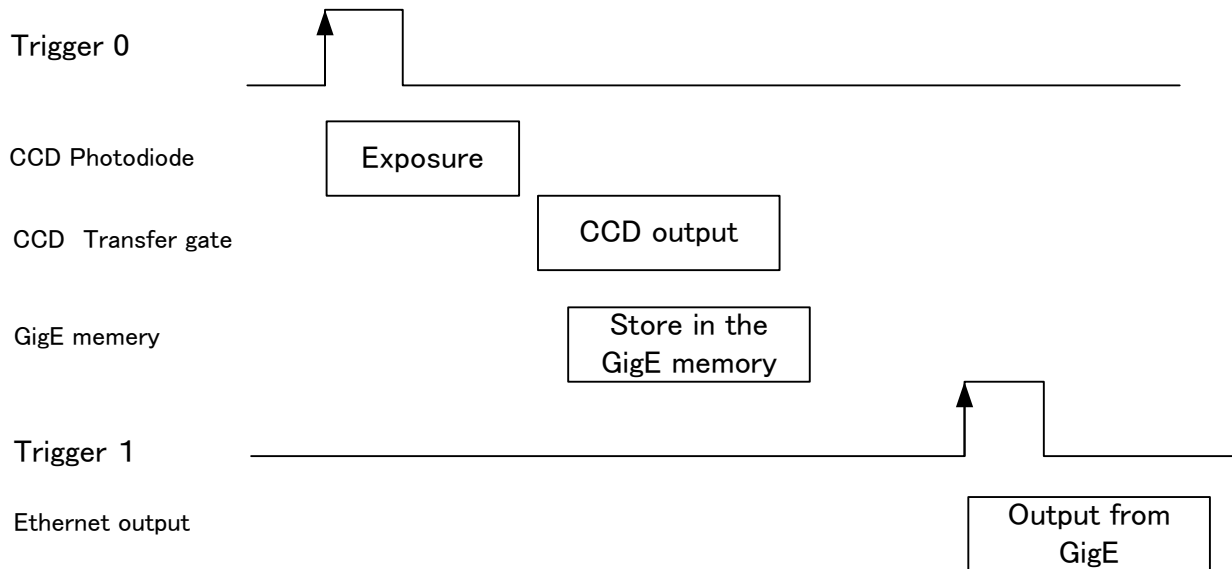 Trigger 0
CCD Photodiode
Exposure
CCD Transfer gate
CCD output
GigE memery
Store in the
GigE memory
Trigger 1
Ethernet output
Output from
GigE